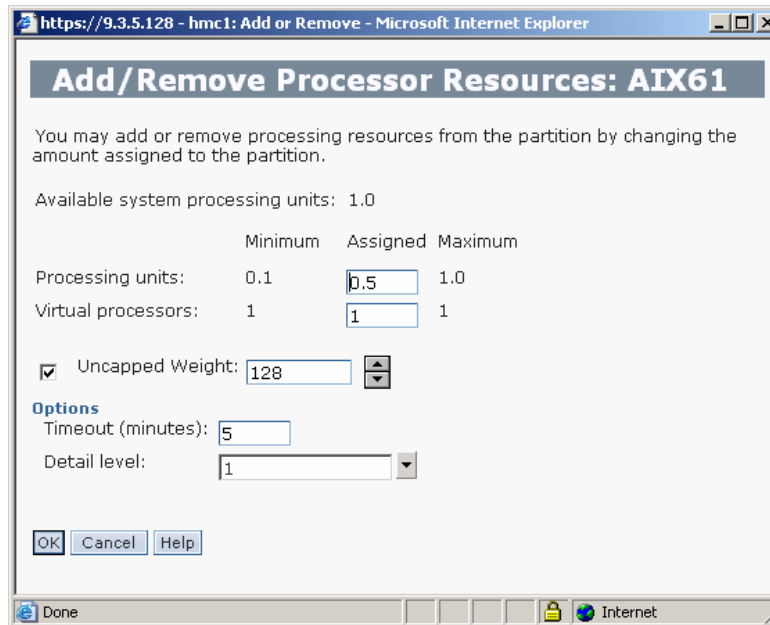 https://9.3.5.128 - hmc1: Add or Remove - Microsoft Internet Explorer
Add/Remove Processor Resources: AIX61
You may add or remove processing resources from the partition by changing the
amount assigned to the partition.
Available system processing units: 1.0
Minimum Assigned Maximum
Processing units: 0.1 0.5 1.0
Virtual processors: 1 1 1
Uncapped Weight: 128
Options
Timeout (minutes): 5
Detail level: 1
OK Cancel Help
Done Internet